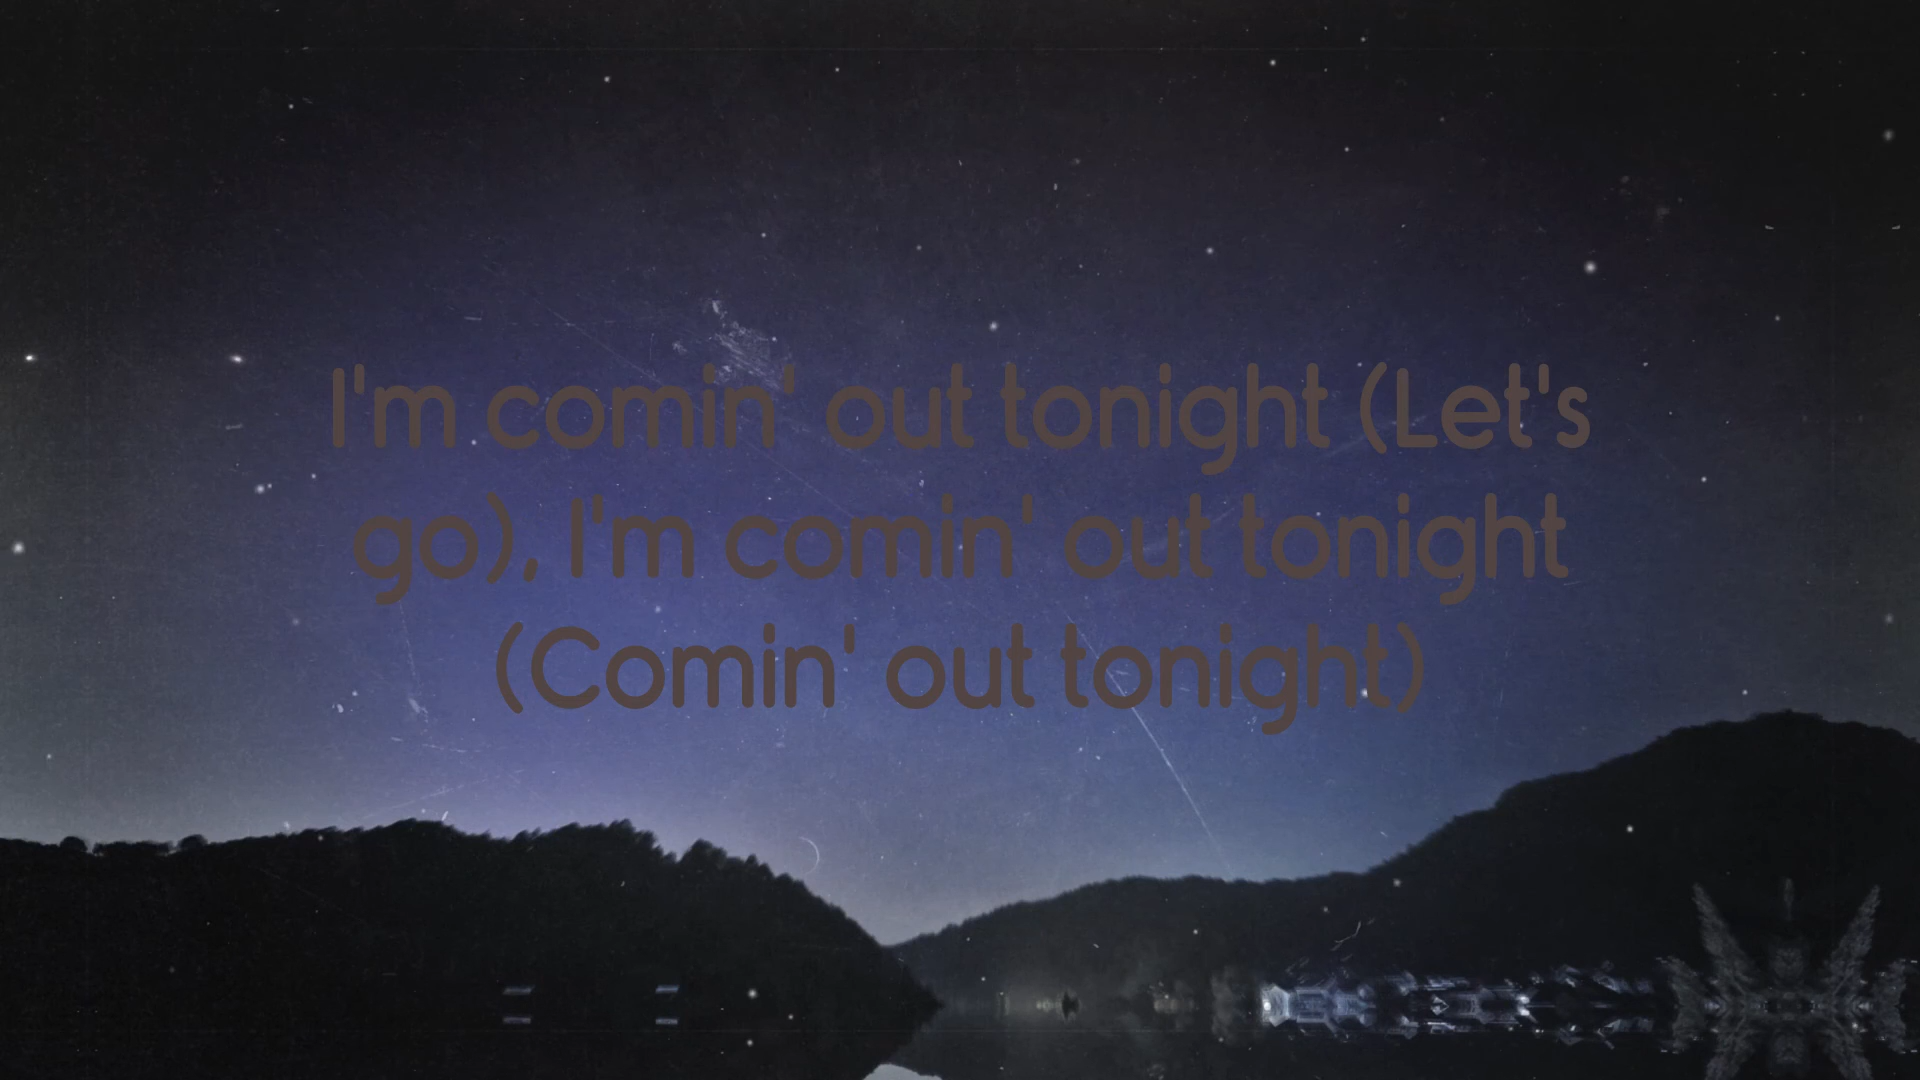 I'm comin' out tonight (Let's
go), I'm comin' out tonight
(Comin' out tonight)